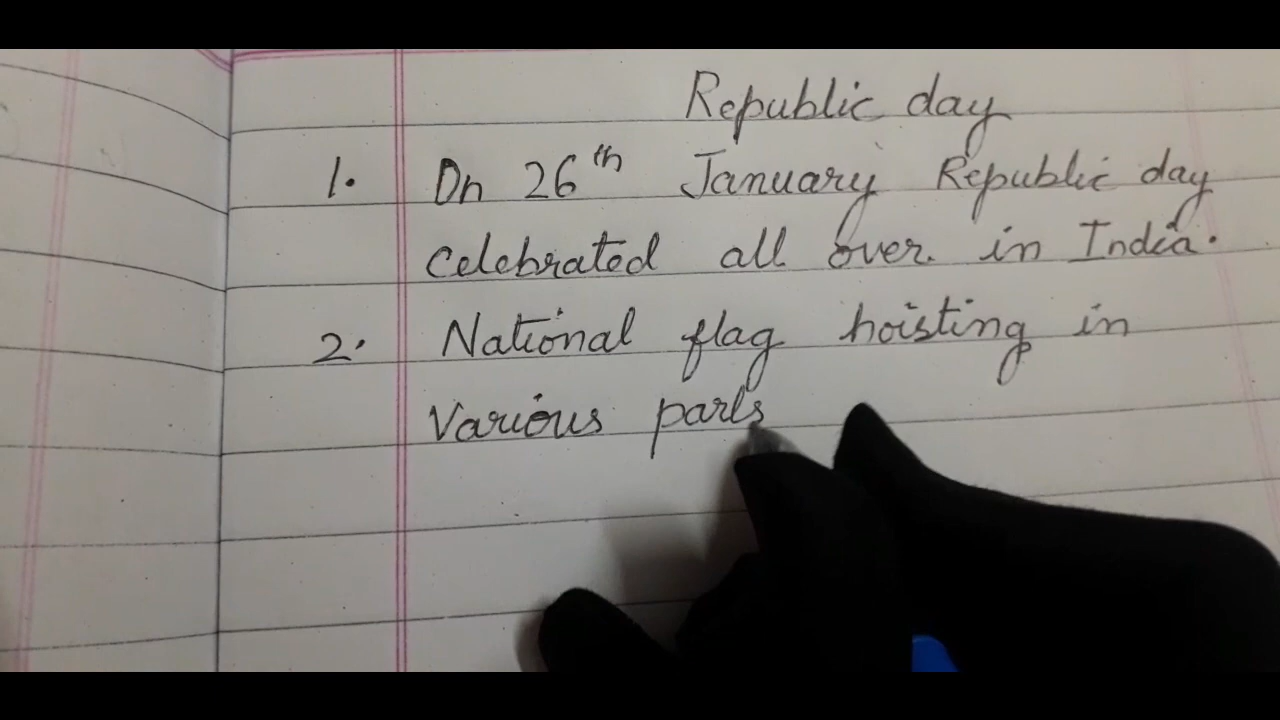 Republic day
1. On 26th January Republic day
celebrated all over in India.
2. National flag hoisting in
Various parts